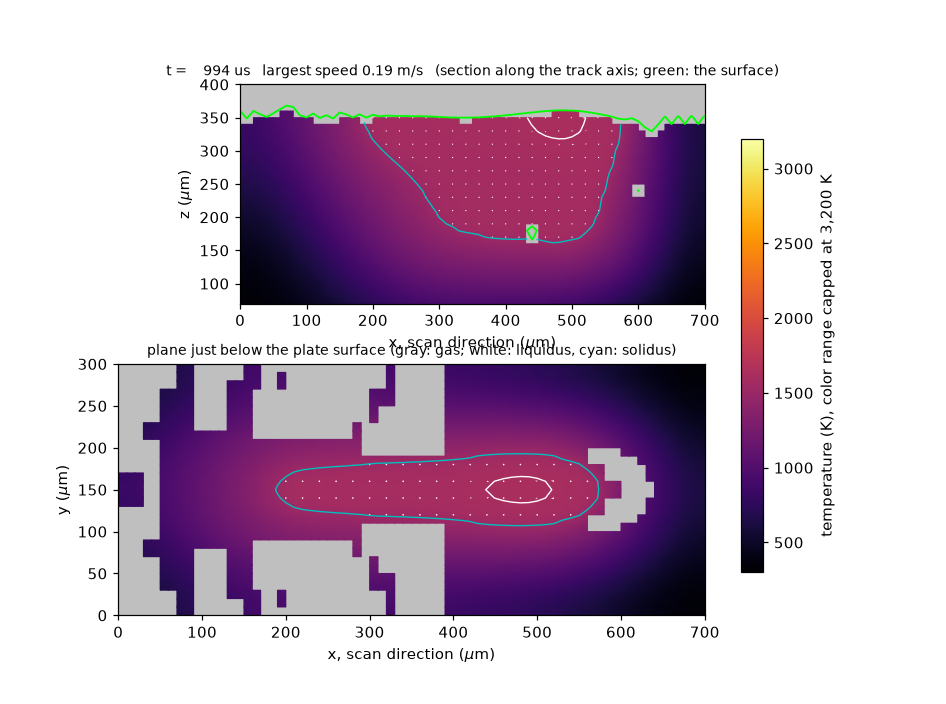 t =    994 us   largest speed 0.19 m/s   (section along the track axis; green: the surface)
400
350
300
250
200
150
100
z (μm)
0 100 200 300 400 500 600 700
x, scan direction (μm)
plane just below the plate surface (gray: gas; white: liquidus, cyan: solidus)
300
250
200
150
100
50
0
y (μm)
0 100 200 300 400 500 600 700
x, scan direction (μm)
3000
2500
2000
1500
1000
500
temperature (K), color range capped at 3,200 K